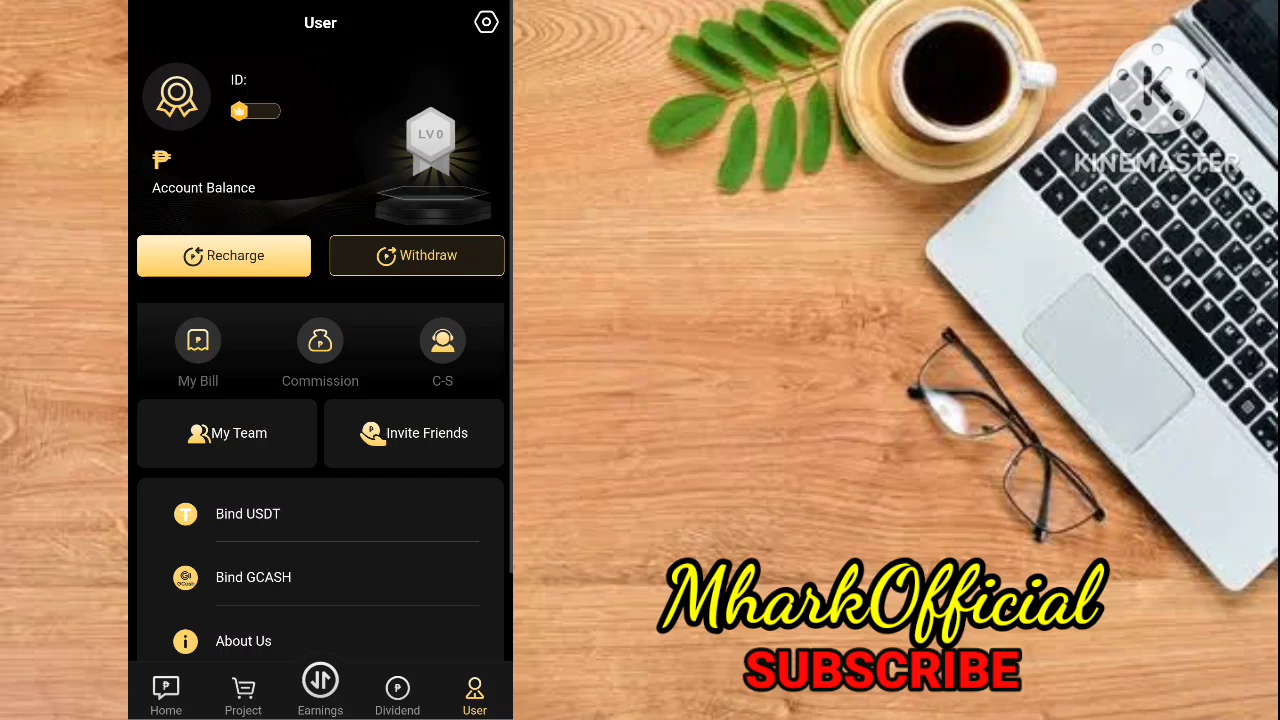 User
ID:
LV 0
₱
Account Balance
Recharge
Withdraw
My Bill
Commission
C-S
My Team
Invite Friends
Bind USDT
GCash
Bind GCASH
About Us
Home
Project
Earnings
Dividend
User
K
KINEMASTER
MharkOfficial
SUBSCRIBE